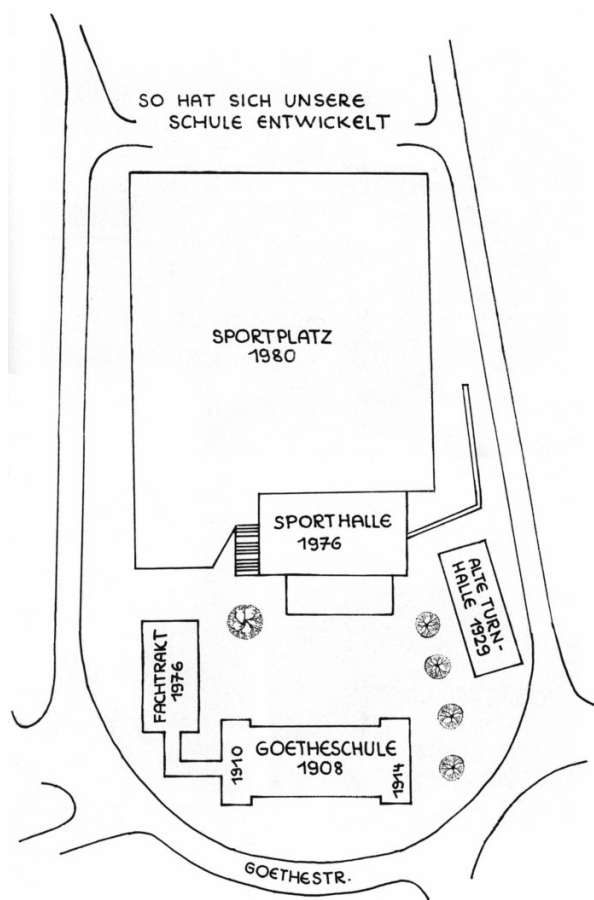 SO HAT SICH UNSERE
SCHULE ENTWICKELT
SPORTPLATZ
1980
SPORTHALLE
1976
ALTE TURN-
HALLE 1929
FACHTRAKT
1976
1910
GOETHESCHULE
1908
1914
GOETHESTR.